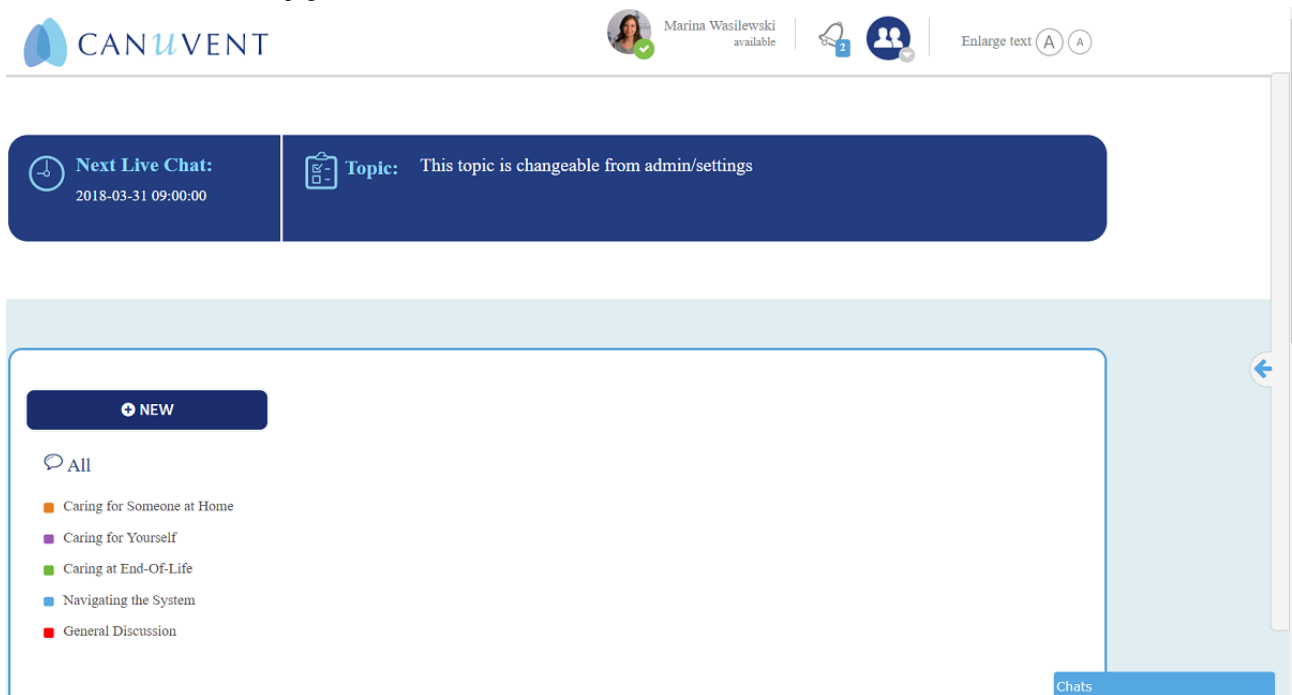 CANUVENT
Marina Wasilewski
available
2
Enlarge text A A
Next Live Chat:
2018-03-31 09:00:00
Topic: This topic is changeable from admin/settings
NEW
All
Caring for Someone at Home
Caring for Yourself
Caring at End-Of-Life
Navigating the System
General Discussion
Chats